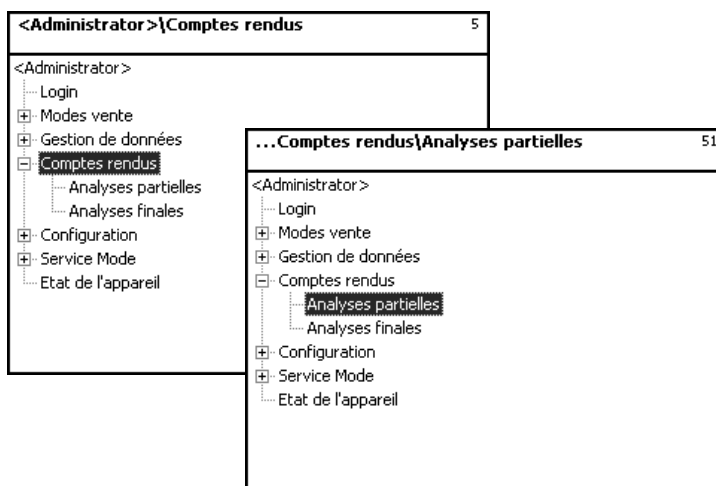 <Administrator>\Comptes rendus 5
<Administrator>
Login
Modes vente
Gestion de données
Comptes rendus
Analyses partielles
Analyses finales
Configuration
Service Mode
Etat de l'appareil
...Comptes rendus\Analyses partielles 51
<Administrator>
Login
Modes vente
Gestion de données
Comptes rendus
Analyses partielles
Analyses finales
Configuration
Service Mode
Etat de l'appareil